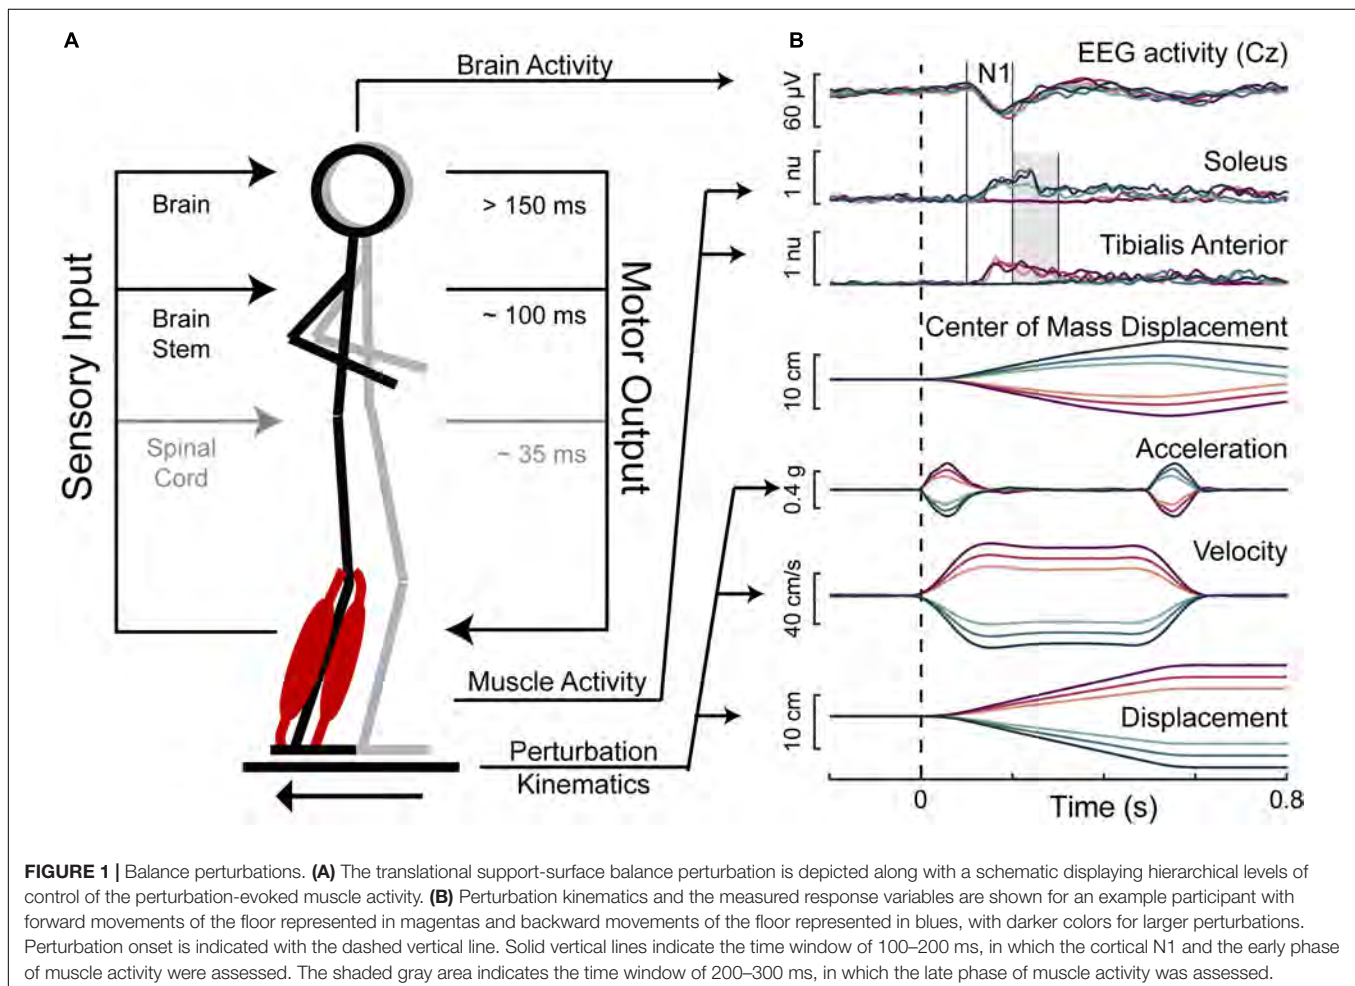 A
Brain Activity
Sensory Input
Brain
Brain
Stem
Spinal
Cord
> 150 ms
~ 100 ms
~ 35 ms
Motor Output
Muscle Activity
Perturbation
Kinematics
B
EEG activity (Cz)
N1
60 µV
Soleus
1 nu
Tibialis Anterior
1 nu
Center of Mass Displacement
10 cm
Acceleration
0.4 g
Velocity
40 cm/s
Displacement
10 cm
0
Time (s)
0.8
FIGURE 1 | Balance perturbations. (A) The translational support-surface balance perturbation is depicted along with a schematic displaying hierarchical levels of
control of the perturbation-evoked muscle activity. (B) Perturbation kinematics and the measured response variables are shown for an example participant with
forward movements of the floor represented in magentas and backward movements of the floor represented in blues, with darker colors for larger perturbations.
Perturbation onset is indicated with the dashed vertical line. Solid vertical lines indicate the time window of 100–200 ms, in which the cortical N1 and the early phase
of muscle activity were assessed. The shaded gray area indicates the time window of 200–300 ms, in which the late phase of muscle activity was assessed.